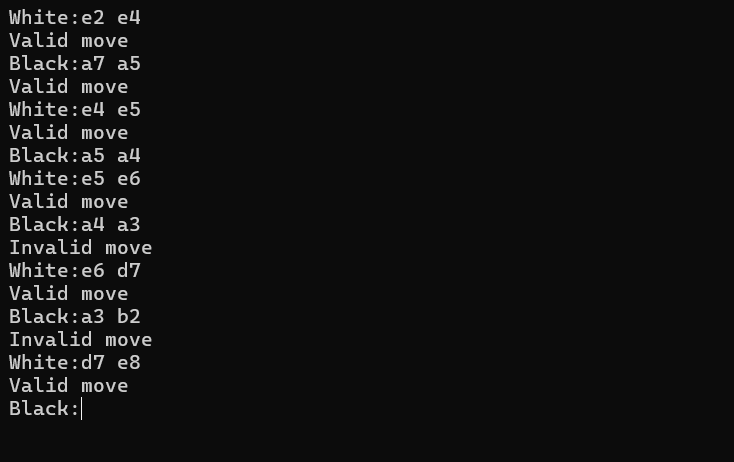 White:e2 e4
Valid move
Black:a7 a5
Valid move
White:e4 e5
Valid move
Black:a5 a4
White:e5 e6
Valid move
Black:a4 a3
Invalid move
White:e6 d7
Valid move
Black:a3 b2
Invalid move
White:d7 e8
Valid move
Black: